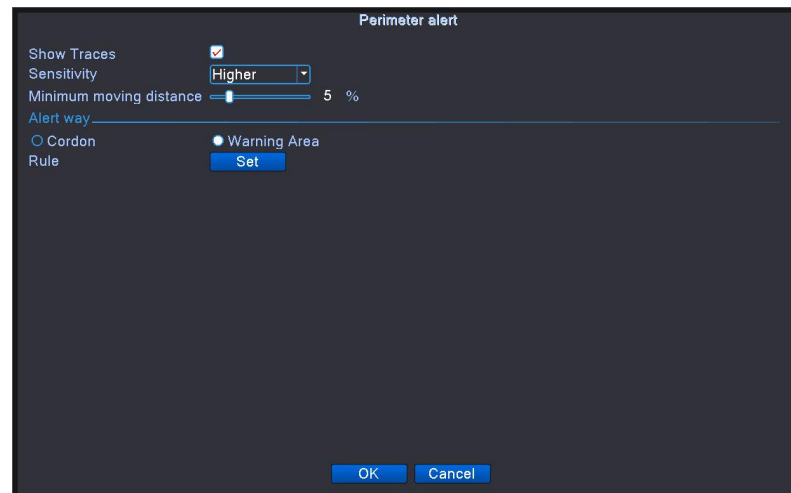 Perimeter alert
Show Traces
Sensitivity Higher
Minimum moving distance 5 %
Alert way
Cordon Warning Area
Rule Set
OK Cancel